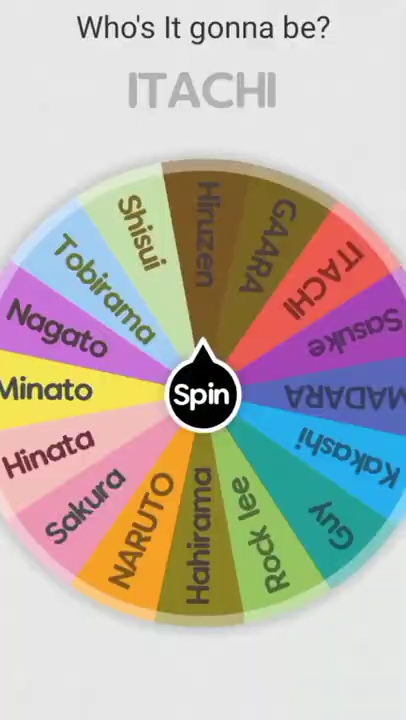 Who's It gonna be?
ITACHI
Hiruzen
GAARA
ITACHI
Sasuke
MADARA
Kakashi
Guy
Rock lee
Hahirama
NARUTO
Sakura
Hinata
Minato
Nagato
Tobirama
Shisui
Spin